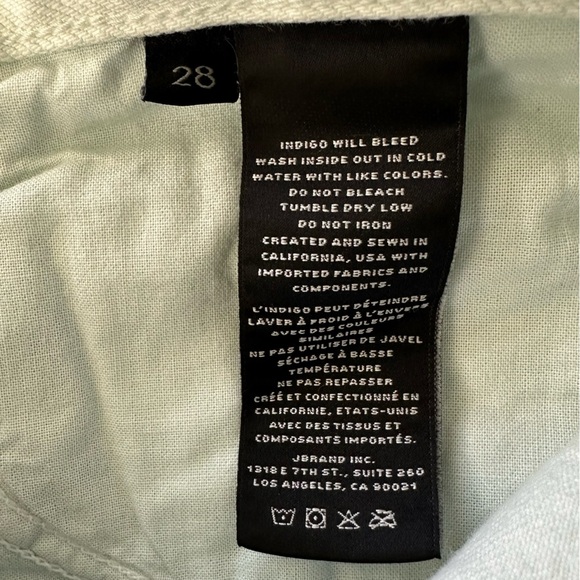 28
INDIGO WILL BLEED
WASH INSIDE OUT IN COLD
WATER WITH LIKE COLORS.
DO NOT BLEACH
TUMBLE DRY LOW
DO NOT IRON
CREATED AND SEWN IN
CALIFORNIA, USA WITH
IMPORTED FABRICS AND
COMPONENTS.
L'INDIGO PEUT DÉTEINDRE
LAVER À FROID À L'ENVERS
AVEC DES COULEURS
SIMILAIRES
NE PAS UTILISER DE JAVEL
SÉCHAGE À BASSE
TEMPÉRATURE
NE PAS REPASSER
CRÉÉ ET CONFECTIONNÉ EN
CALIFORNIE, ETATS-UNIS
AVEC DES TISSUS ET
COMPOSANTS IMPORTÉS.
JBRAND INC.
1318 E 7TH ST., SUITE 260
LOS ANGELES, CA 90021